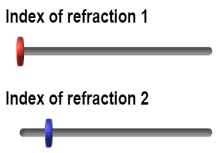 Index of refraction 1
Index of refraction 2